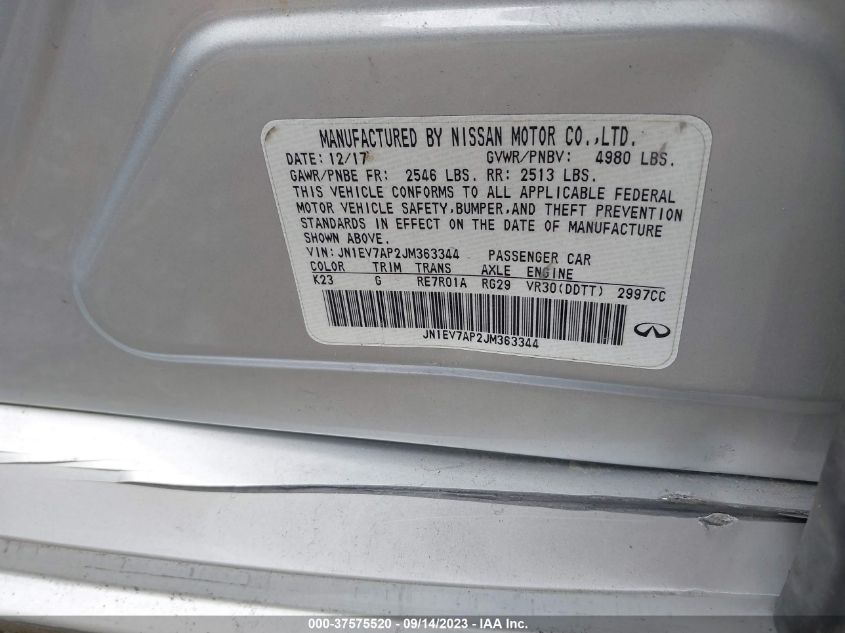 MANUFACTURED BY NISSAN MOTOR CO.,LTD.
DATE: 12/17 GVWR/PNBV: 4980 LBS.
GAWR/PNBE FR: 2546 LBS. RR: 2513 LBS.
THIS VEHICLE CONFORMS TO ALL APPLICABLE FEDERAL
MOTOR VEHICLE SAFETY,BUMPER,AND THEFT PREVENTION
STANDARDS IN EFFECT ON THE DATE OF MANUFACTURE
SHOWN ABOVE.
VIN: JN1EV7AP2JM363344 PASSENGER CAR
COLOR TRIM TRANS AXLE ENGINE
K23 G RE7R01A RG29 VR30(DDTT) 2997CC
JN1EV7AP2JM363344
000-37575520 - 09/14/2023 - IAA Inc.